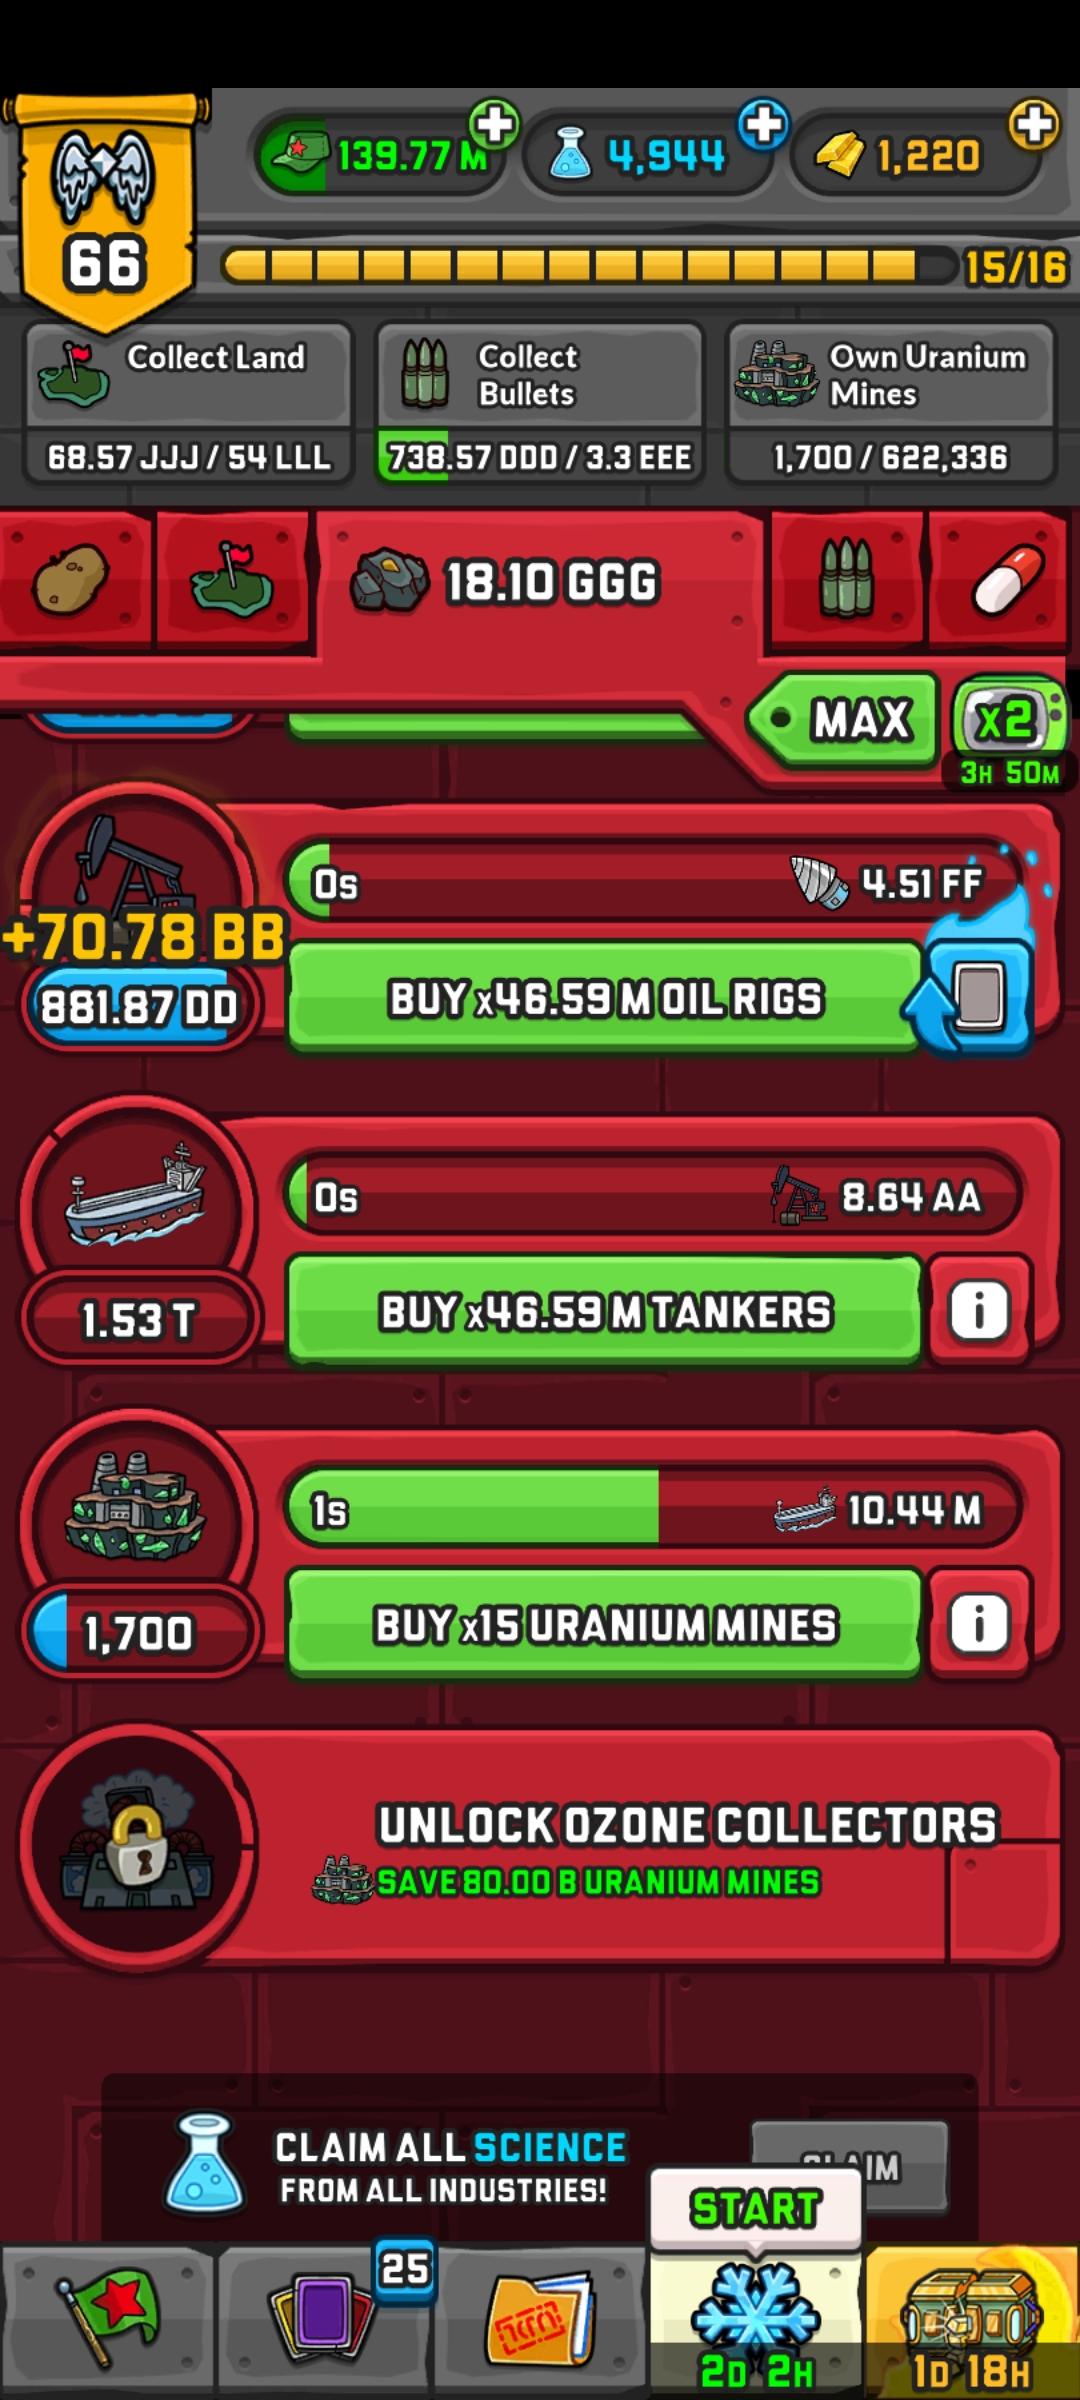 139.77 M
4,944
1,220
66
15/16
Collect Land
68.57 JJJ / 54 LLL
Collect
Bullets
738.57 DDD / 3.3 EEE
Own Uranium
Mines
1,700 / 622,336
18.10 GGG
MAX
x2
3H 50M
0s
4.51 FF
+70.78 BB
881.87 DD
BUY x46.59 M OIL RIGS
0s
8.64 AA
1.53 T
BUY x46.59 M TANKERS
i
1s
10.44 M
1,700
BUY x15 URANIUM MINES
i
UNLOCK OZONE COLLECTORS
SAVE 80.00 B URANIUM MINES
CLAIM ALL SCIENCE
FROM ALL INDUSTRIES!
CLAIM
START
25
2D 2H
1D 18H